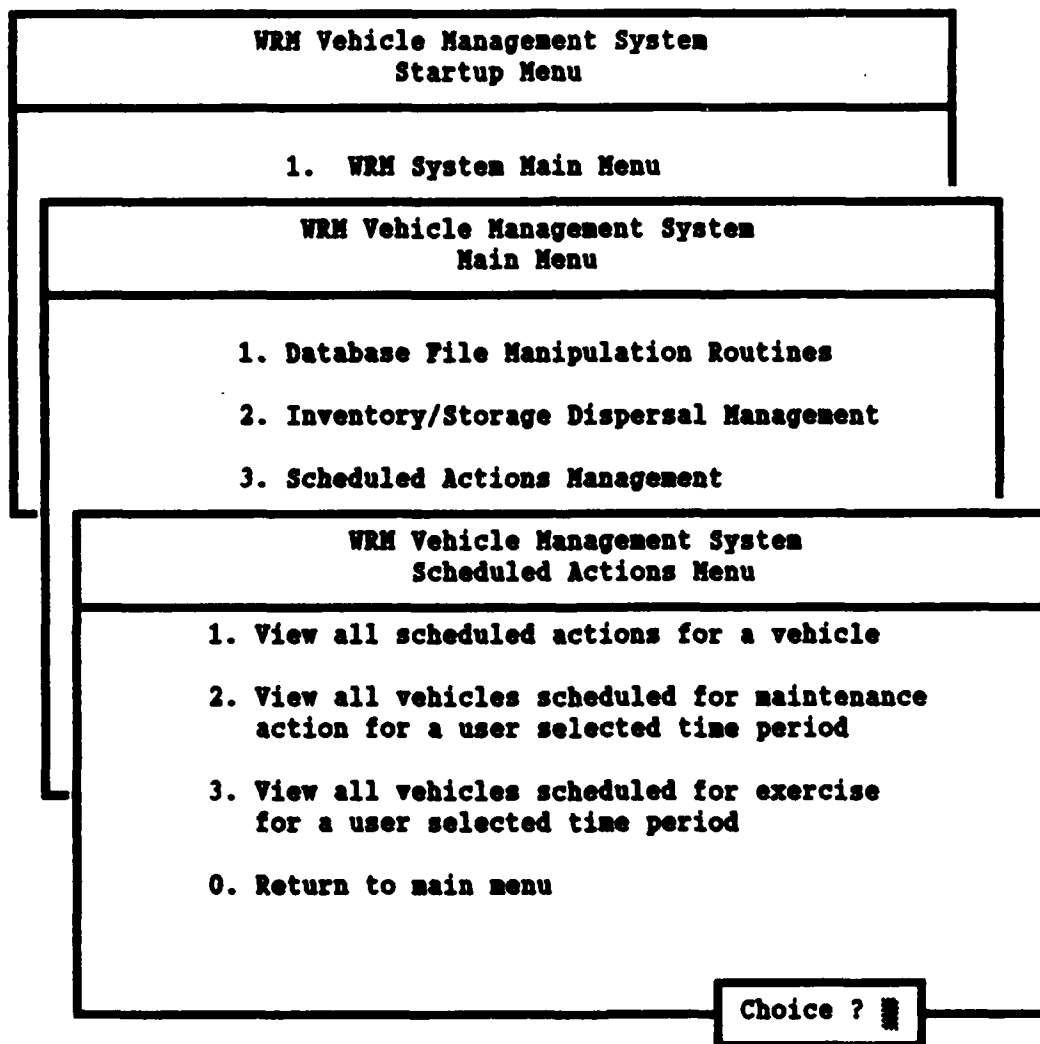 WRM Vehicle Management System
Startup Menu
1. WRM System Main Menu
WRM Vehicle Management System
Main Menu
1. Database File Manipulation Routines
2. Inventory/Storage Dispersal Management
3. Scheduled Actions Management
WRM Vehicle Management System
Scheduled Actions Menu
1. View all scheduled actions for a vehicle
2. View all vehicles scheduled for maintenance
action for a user selected time period
3. View all vehicles scheduled for exercise
for a user selected time period
0. Return to main menu
Choice ?